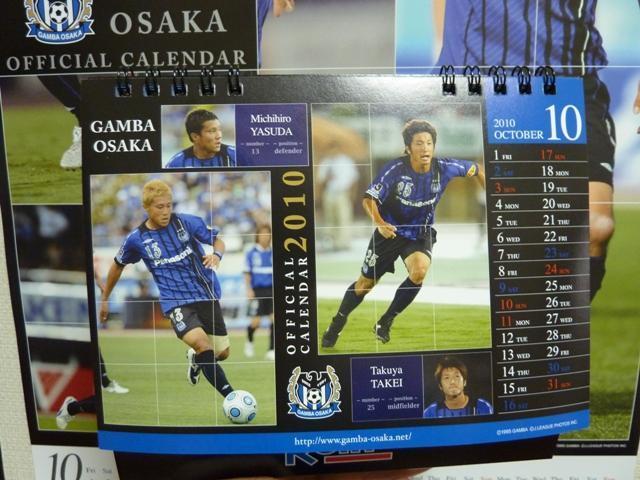 OSAKA
OFFICIAL CALENDAR
GAMBA OSAKA
GAMBA
OSAKA
Michihiro
YASUDA
number
13
position
defender
OFFICIAL
CALENDAR 2010
Panasonic
13
Takuya
TAKEI
number
25
position
midfielder
GAMBA OSAKA
http://www.gamba-osaka.net/
2010
OCTOBER
10
1 FRI 17 SUN
2 SAT 18 MON
3 SUN 19 TUE
4 MON 20 WED
5 TUE 21 THU
6 WED 22 FRI
7 THU 23 SAT
8 FRI 24 SUN
9 SAT 25 MON
10 SUN 26 TUE
11 MON 27 WED
12 TUE 28 THU
13 WED 29 FRI
14 THU 30 SAT
15 FRI 31 SUN
16 SAT
©1995 GAMBA ©J.LEAGUE PHOTOS INC.
10 Fri Sat